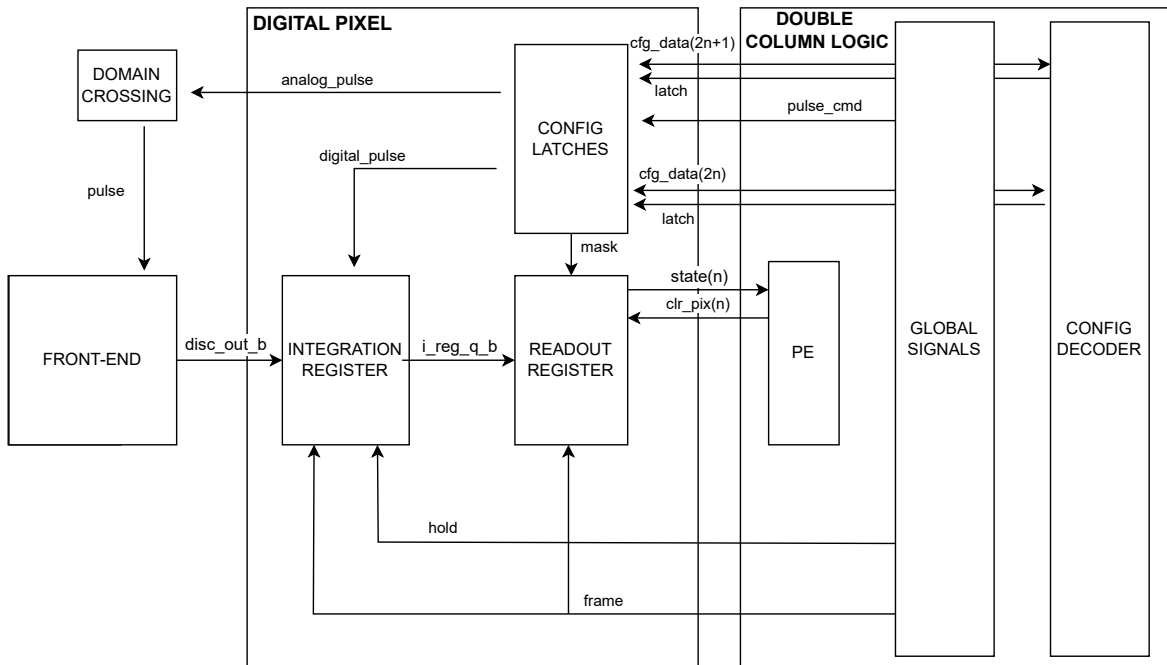 DIGITAL PIXEL
DOUBLE
COLUMN LOGIC
cfg_data(2n+1)
DOMAIN
CROSSING
analog_pulse
latch
pulse_cmd
CONFIG
LATCHES
digital_pulse
cfg_data(2n)
pulse
latch
mask
state(n)
clr_pix(n)
FRONT-END
disc_out_b
INTEGRATION
REGISTER
i_reg_q_b
READOUT
REGISTER
PE
GLOBAL
SIGNALS
CONFIG
DECODER
hold
frame